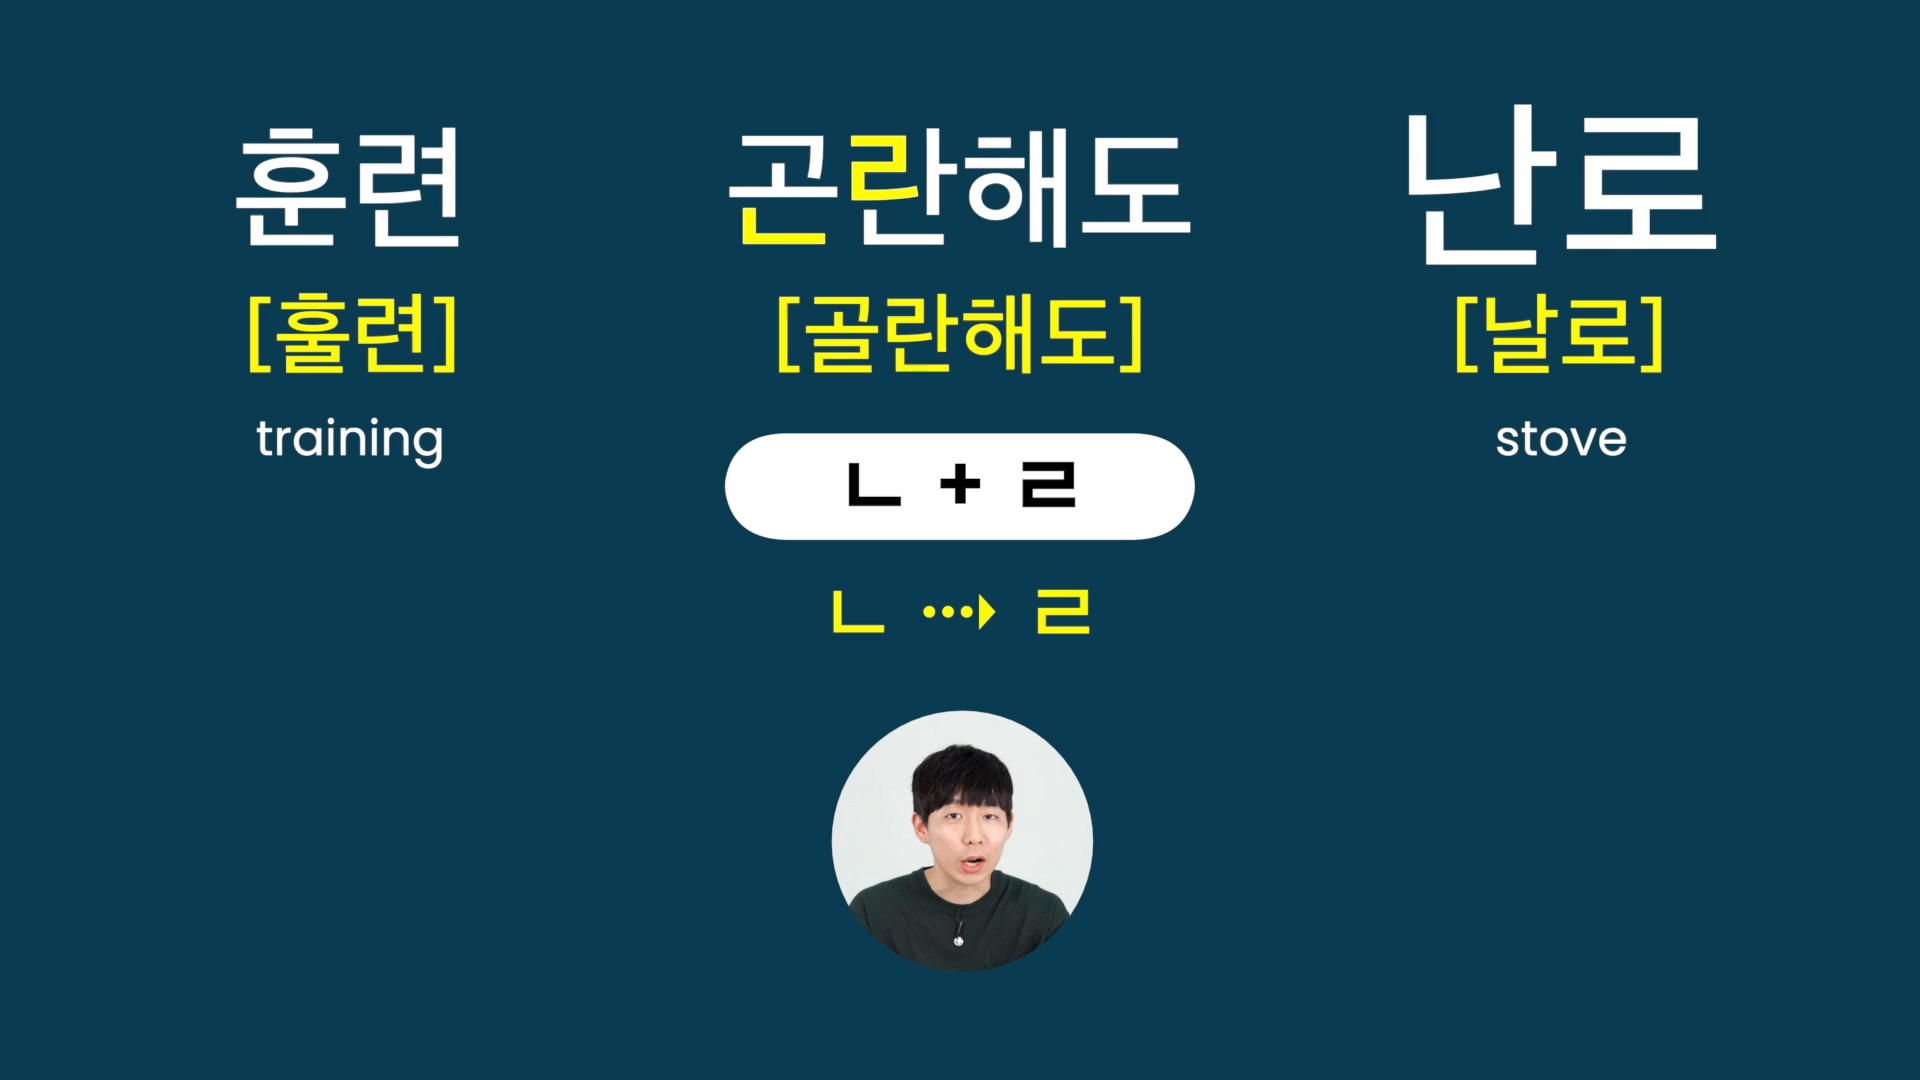 훈련
[훌련]
training
곤란해도
[골란해도]
ㄴ + ㄹ
ㄴ ···▸ ㄹ
난로
[날로]
stove